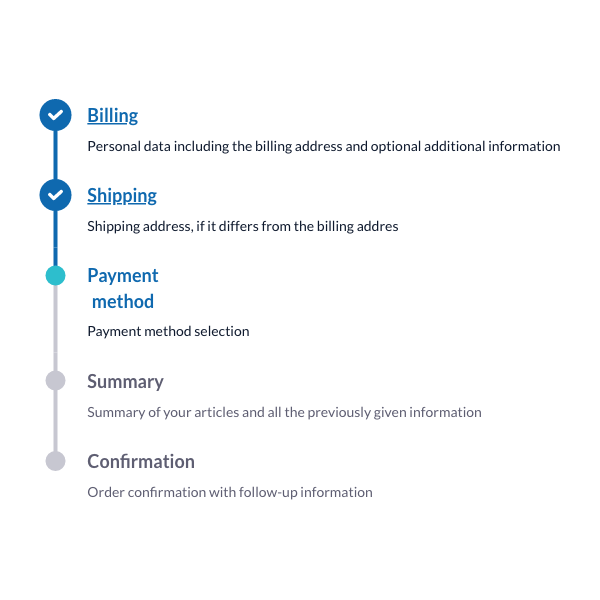 Billing
Personal data including the billing address and optional additional information
Shipping
Shipping address, if it differs from the billing addres
Payment
method
Payment method selection
Summary
Summary of your articles and all the previously given information
Confirmation
Order confirmation with follow-up information